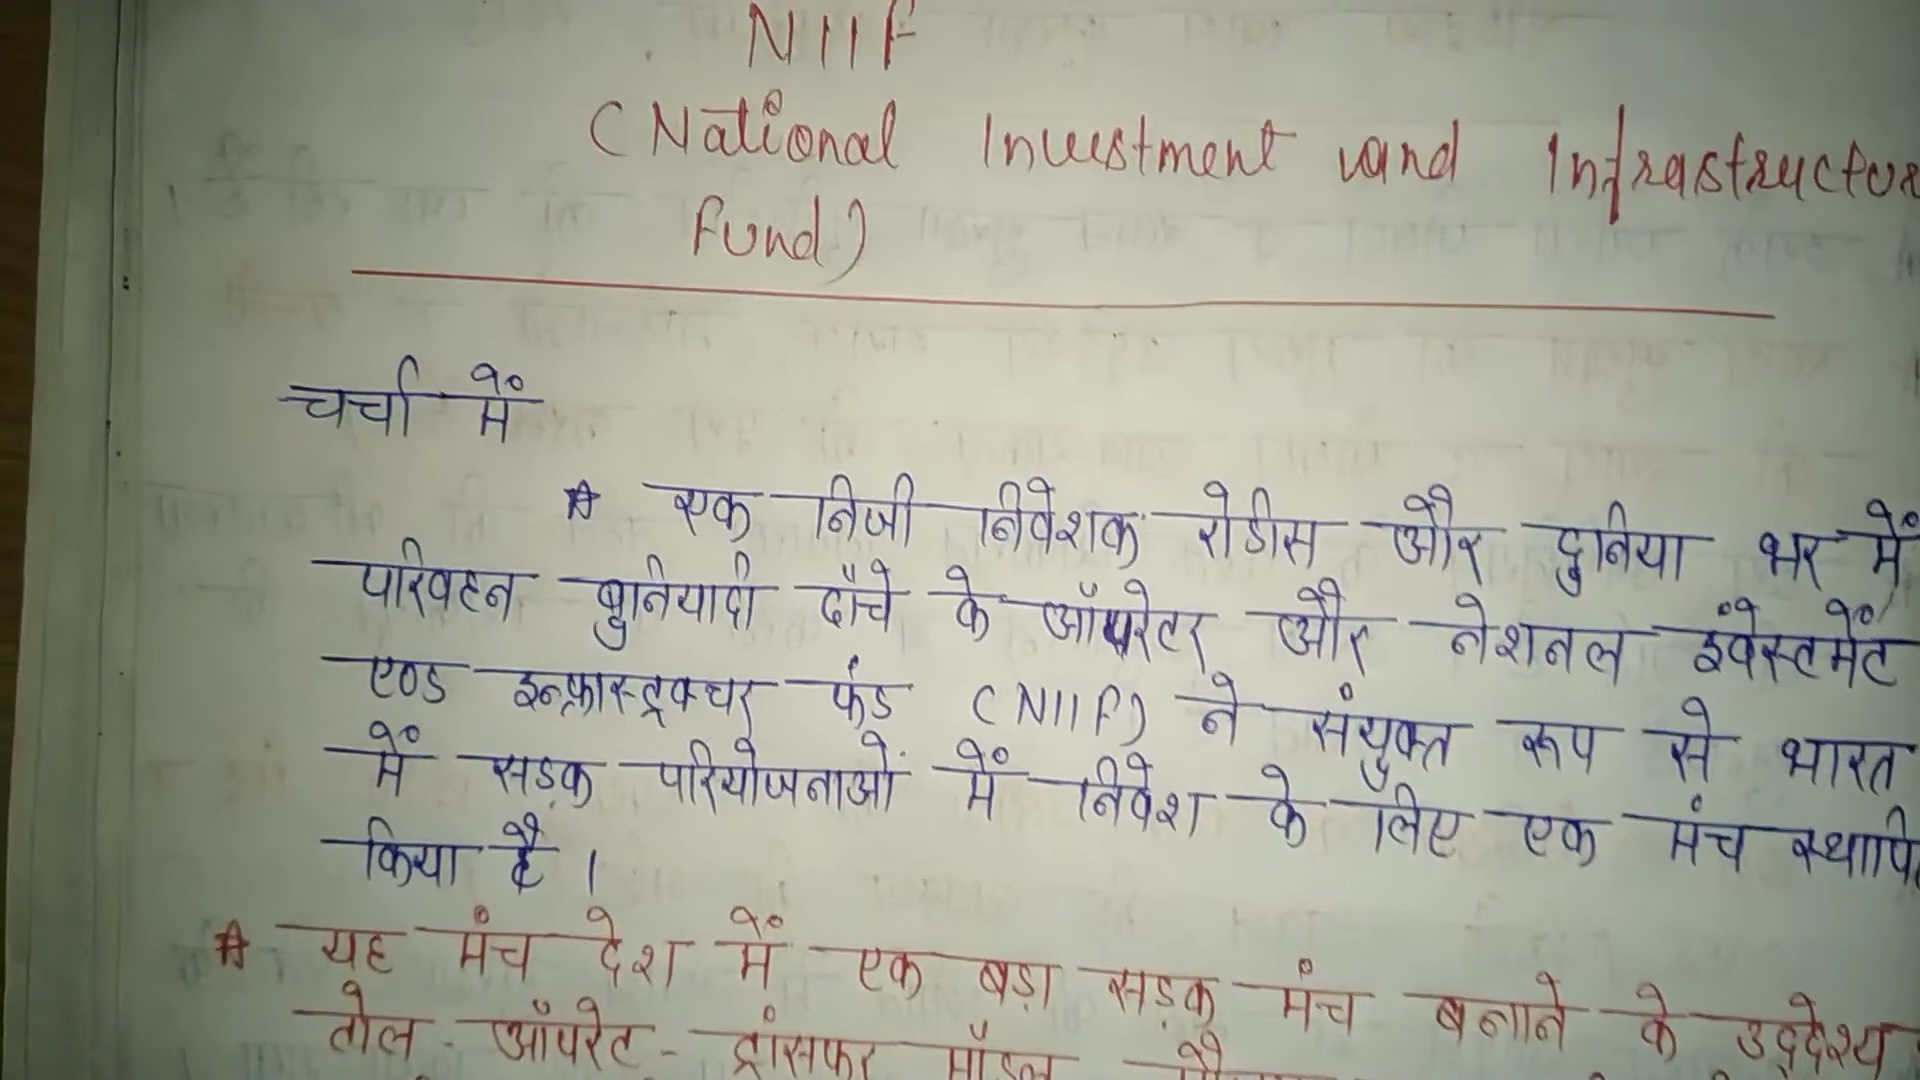 NIIF
(National Investment and Infrastructure
Fund)
चर्चा में
एक निजी निवेशक रोडीस और दुनिया भर में
परिवहन बुनियादी ढाँचे के ऑपरेटर और नेशनल इंवेस्टमेंट
एण्ड इन्फ्रास्ट्रक्चर फंड (NIIF) ने संयुक्त रूप से भारत
में सड़क परियोजनाओं में निवेश के लिए एक मंच स्थापि
किया है ।
यह मंच देश में एक बड़ा सड़क मंच बनाने के उद्देश्य
टोल - ऑपरेट - ट्रांसफर मॉडल